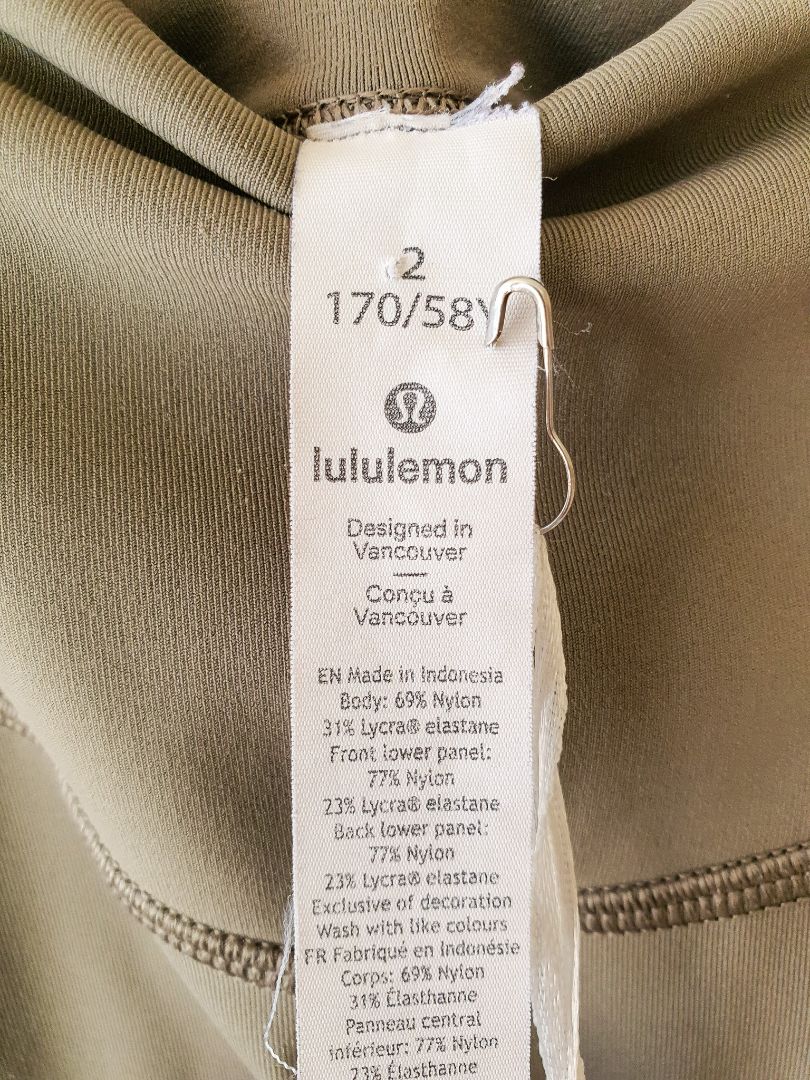 2
170/58Y
lululemon
Designed in
Vancouver
Conçu à
Vancouver
EN Made in Indonesia
Body: 69% Nylon
31% Lycra® elastane
Front lower panel:
77% Nylon
23% Lycra® elastane
Back lower panel:
77% Nylon
23% Lycra® elastane
Exclusive of decoration
Wash with like colours
FR Fabriqué en Indonésie
Corps: 69% Nylon
31% Élasthanne
Panneau central
inférieur: 77% Nylon
23% Élasthanne